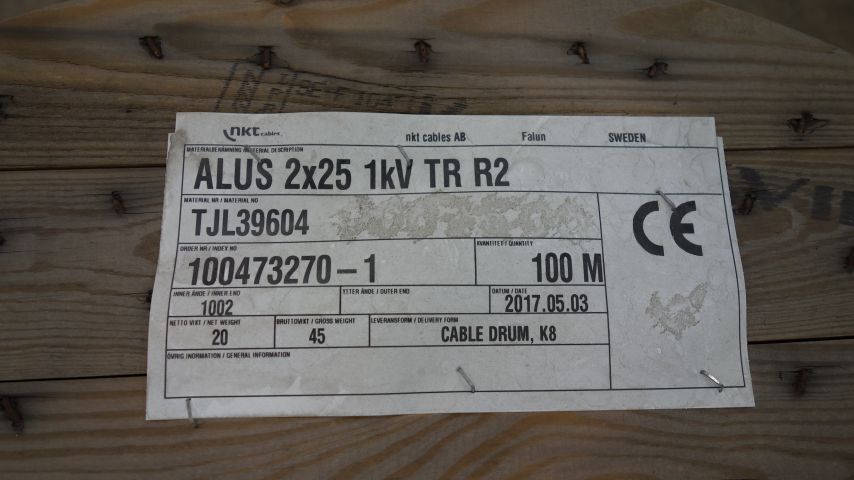 nkt cables
nkt cables AB Falun SWEDEN
MATERIALBENÄMNING / MATERIAL DESCRIPTION
ALUS 2x25 1kV TR R2
MATERIAL NR / MATERIAL NO
TJL39604
CE
ORDER NR / INDEX NO
100473270-1
KVANTITET / QUANTITY
100 M
INNER ÄNDE / INNER END
1002
YTTER ÄNDE / OUTER END
DATUM / DATE
2017.05.03
NETTO VIKT / NET WEIGHT
20
BRUTTOVIKT / GROSS WEIGHT
45
LEVERANSFORM / DELIVERY FORM
CABLE DRUM, K8
ÖVRIG INORMATION / GENERAL INFORMATION